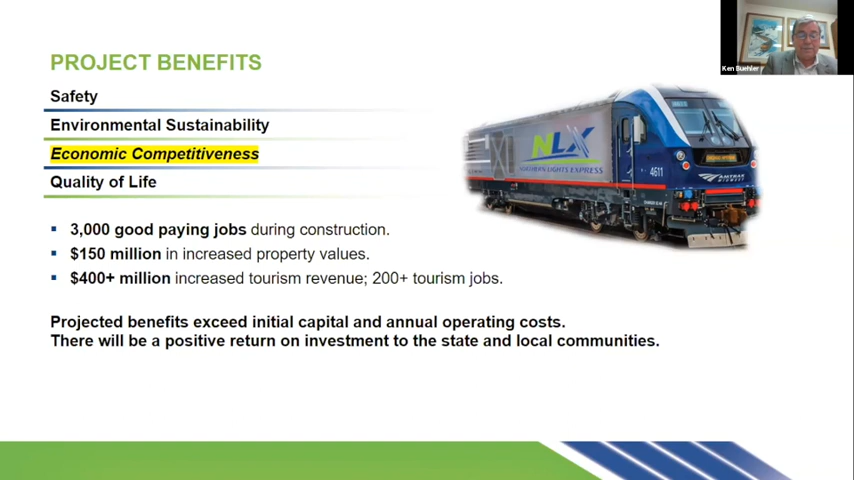 Ken Buehler
PROJECT BENEFITS
Safety
Environmental Sustainability
Economic Competitiveness
Quality of Life
NLX
NORTHERN LIGHTS EXPRESS
4611
AMTRAK
MIDWEST
▪ 3,000 good paying jobs during construction.
▪ $150 million in increased property values.
▪ $400+ million increased tourism revenue; 200+ tourism jobs.
Projected benefits exceed initial capital and annual operating costs.
There will be a positive return on investment to the state and local communities.